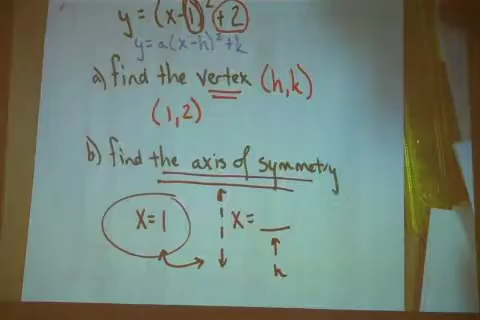 y = (x-1)² + 2
y = a(x-h)² + k
a) find the vertex (h,k)
(1,2)
b) find the axis of symmetry
x=1 x= __
h